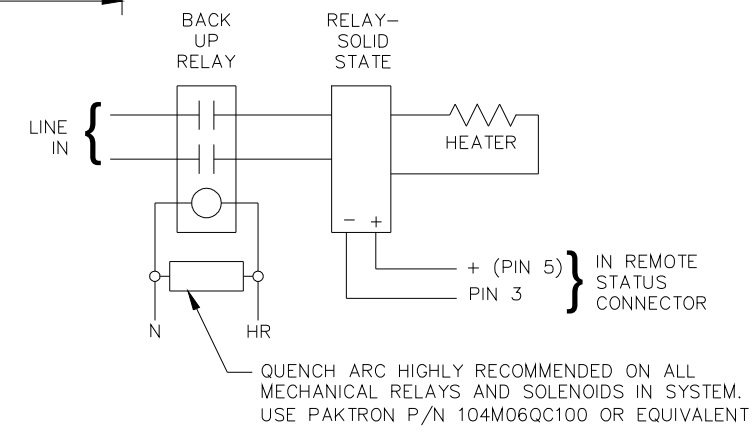 BACK
UP
RELAY
RELAY-
SOLID
STATE
LINE
IN
HEATER
- +
+ (PIN 5)
PIN 3
IN REMOTE
STATUS
CONNECTOR
N
HR
QUENCH ARC HIGHLY RECOMMENDED ON ALL
MECHANICAL RELAYS AND SOLENOIDS IN SYSTEM.
USE PAKTRON P/N 104M06QC100 OR EQUIVALENT